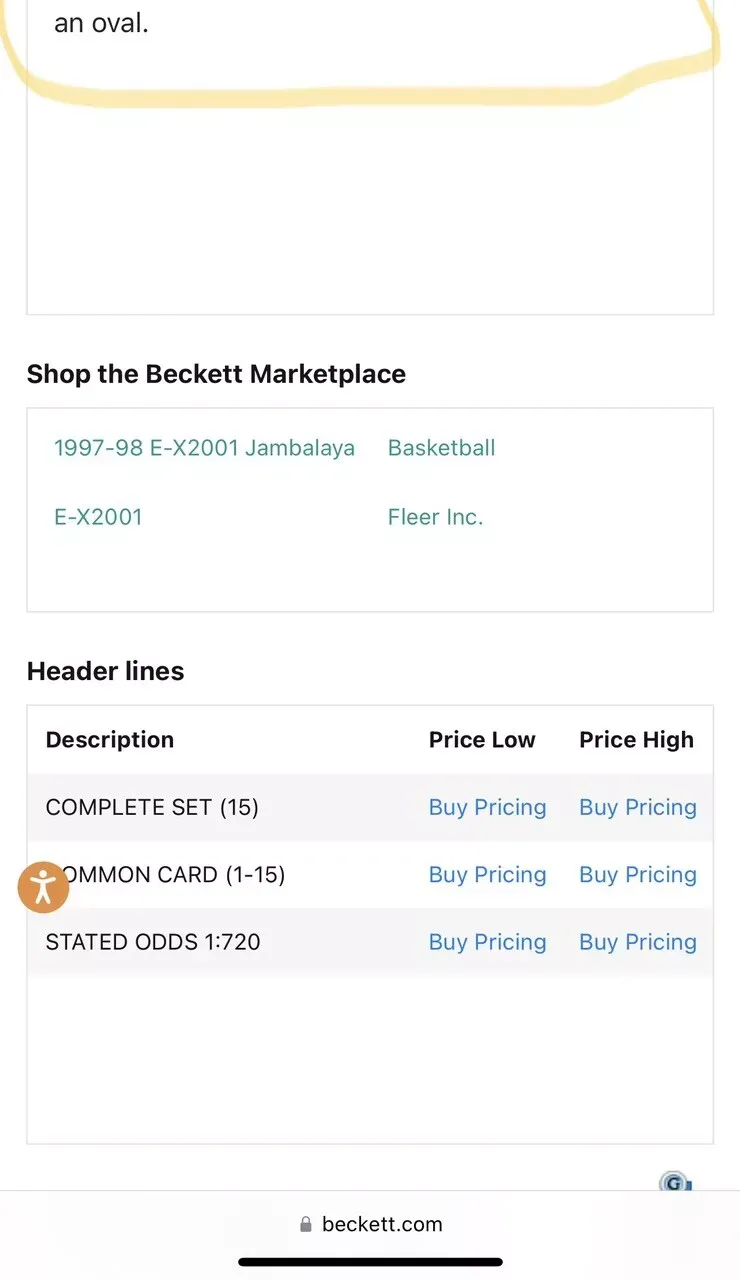 an oval.
Shop the Beckett Marketplace
1997-98 E-X2001 Jambalaya Basketball
E-X2001 Fleer Inc.
Header lines
Description Price Low Price High
COMPLETE SET (15) Buy Pricing Buy Pricing
OMMON CARD (1-15) Buy Pricing Buy Pricing
STATED ODDS 1:720 Buy Pricing Buy Pricing
G
beckett.com